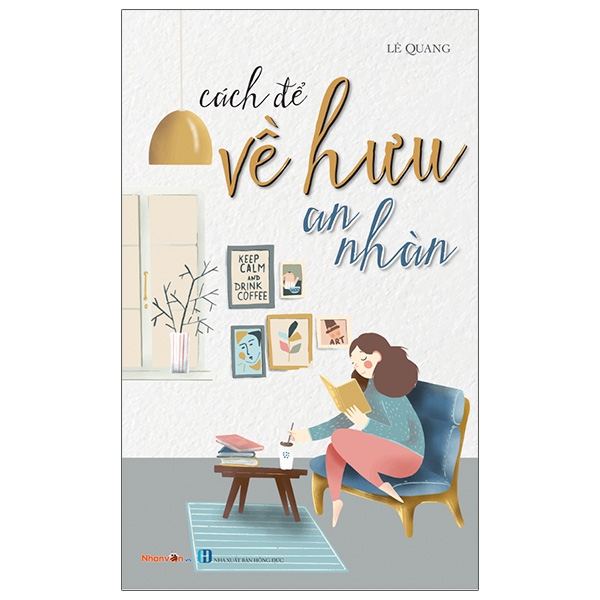 LÊ QUANG
cách để
về hưu
an
nhàn
KEEP
CALM
AND
DRINK
COFFEE
ART
Nhanvan.vn
NHÀ XUẤT BẢN HỒNG ĐỨC